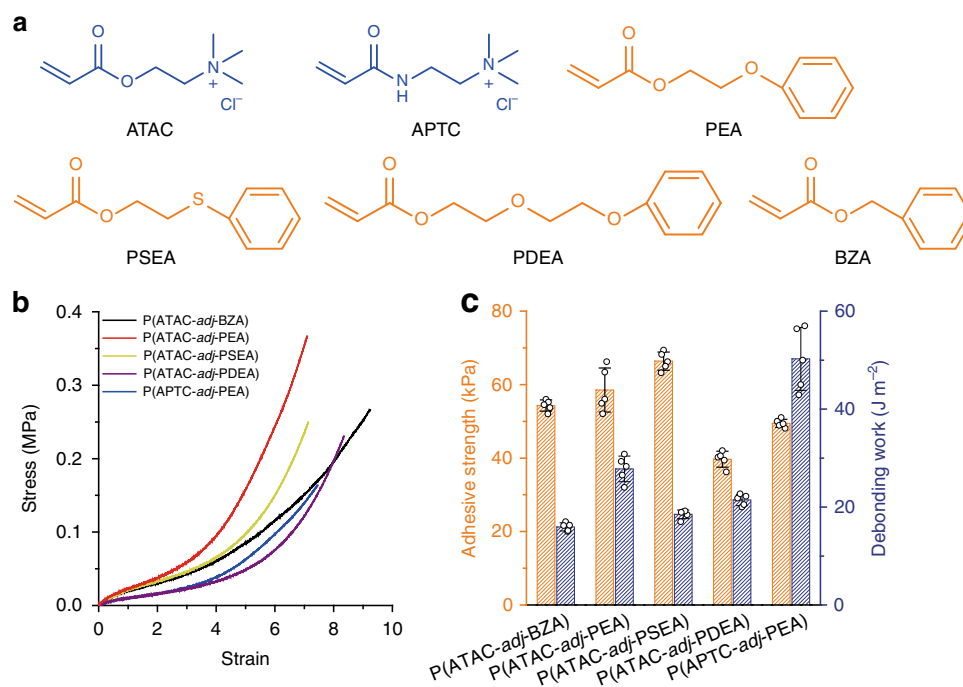 a
O
O
N
+
Cl−
ATAC
O
N
H
N
+
Cl−
APTC
O
O
O
PEA
O
O
S
PSEA
O
O
O
O
PDEA
O
O
BZA
b
0.4
0.3
0.2
0.1
0.0
Stress (MPa)
P(ATAC-adj-BZA)
P(ATAC-adj-PEA)
P(ATAC-adj-PSEA)
P(ATAC-adj-PDEA)
P(APTC-adj-PEA)
0 2 4 6 8 10
Strain
c
80
60
40
20
0
Adhesive strength (kPa)
60
40
20
0
Debonding work (J m−2)
P(ATAC-adj-BZA)
P(ATAC-adj-PEA)
P(ATAC-adj-PSEA)
P(ATAC-adj-PDEA)
P(APTC-adj-PEA)